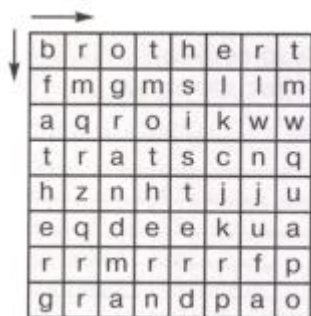 b r o t h e r t
f m g m s l l m
a q r o i k w w
t r a t s c n q
h z n h t j j u
e q d e e k u a
r r m r r r f p
g r a n d p a o